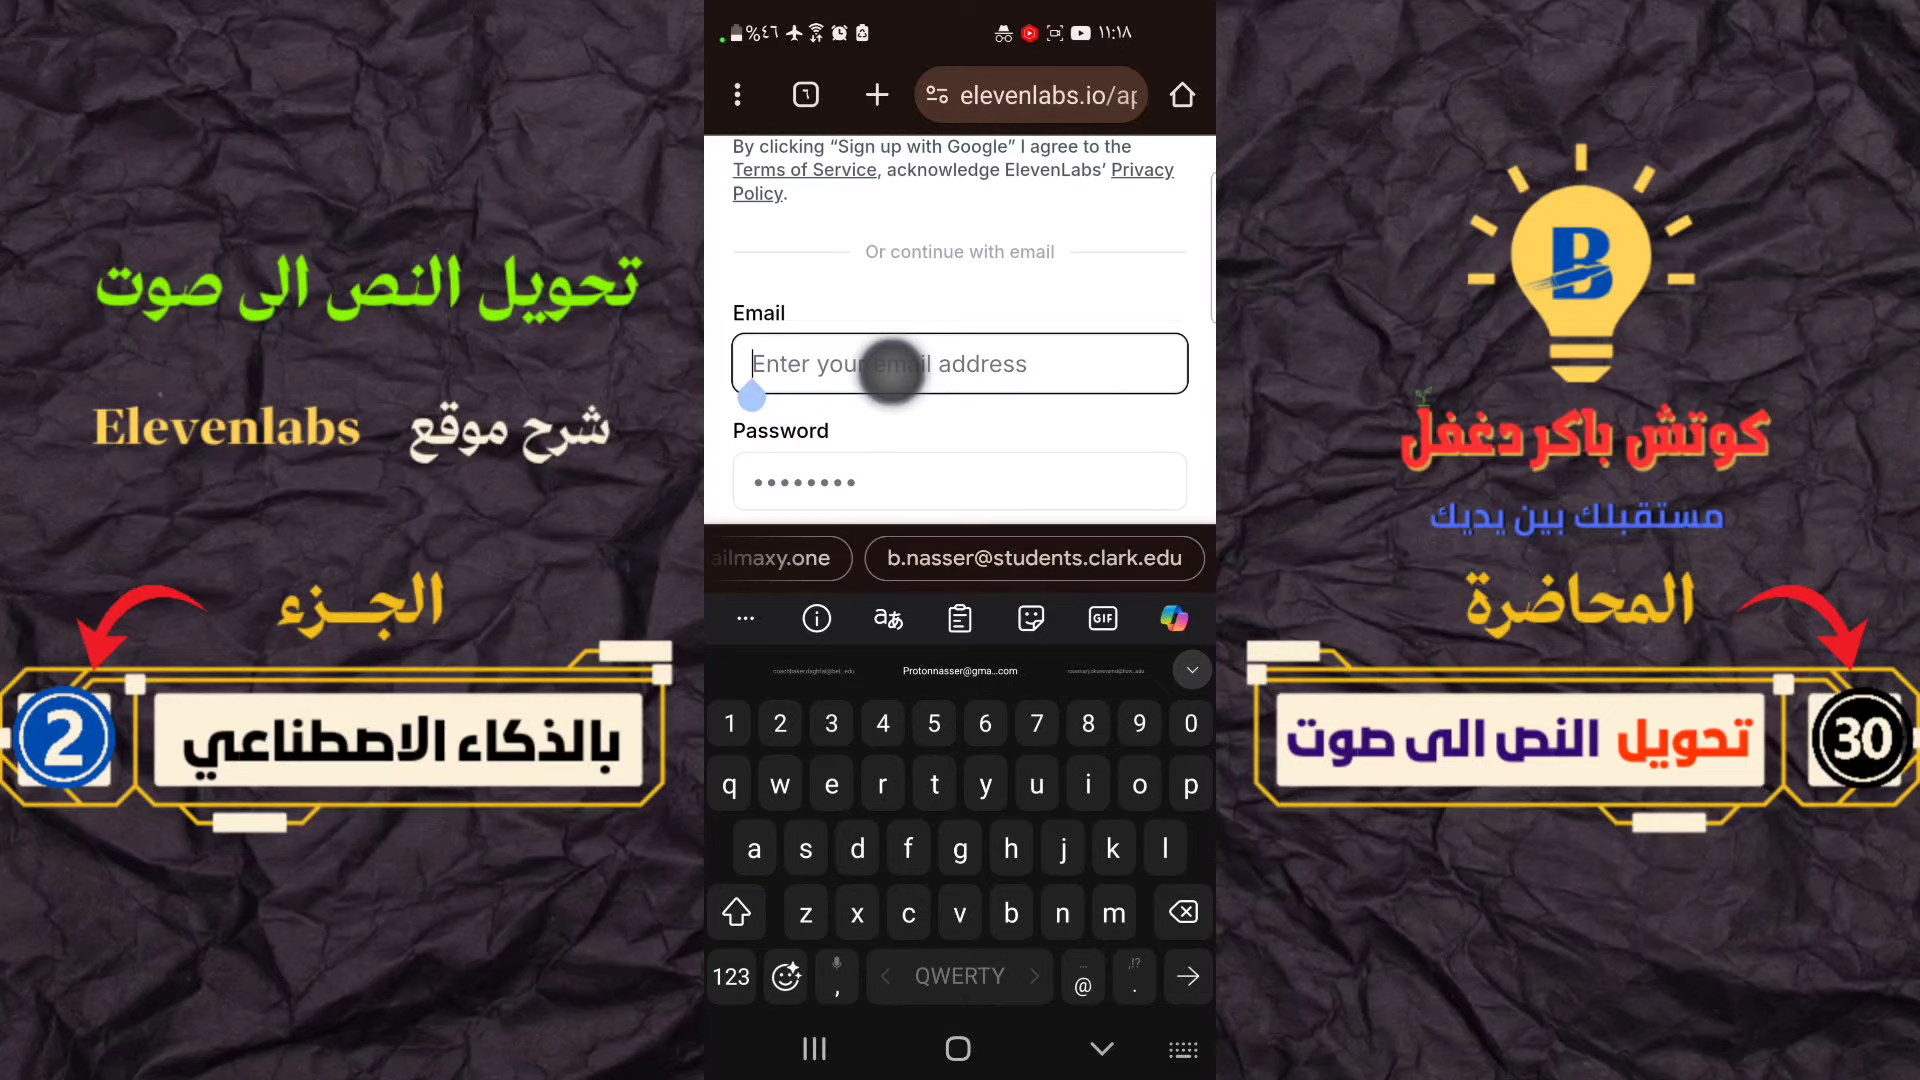 تحويل النص الى صوت
شرح موقع Elevenlabs
الجزء
2
بالذكاء الاصطناعي
%٤٦
١١:١٨
٦
elevenlabs.io/ap
By clicking “Sign up with Google” I agree to the
Terms of Service, acknowledge ElevenLabs’ Privacy
Policy.
Or continue with email
Email
Enter your email address
Password
ailmaxy.one
b.nasser@students.clark.edu
GIF
Protonnasser@gma...com
1 2 3 4 5 6 7 8 9 0
q w e r t y u i o p
a s d f g h j k l
z x c v b n m
123 , QWERTY @ .
B
كوتش باكر دغفل
مستقبلك بين يديك
المحاضرة
تحويل النص الى صوت
30